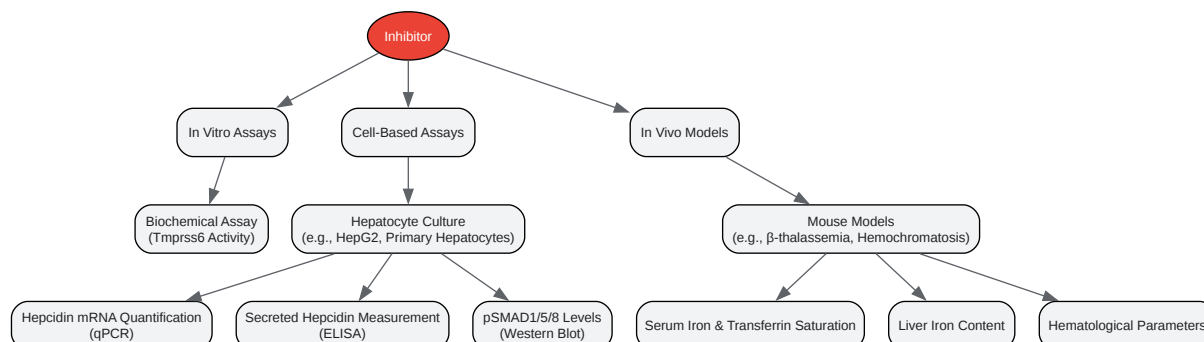 Inhibitor
In Vitro Assays
Cell-Based Assays
In Vivo Models
Biochemical Assay
(Tmprss6 Activity)
Hepatocyte Culture
(e.g., HepG2, Primary Hepatocytes)
Mouse Models
(e.g., β-thalassemia, Hemochromatosis)
Hepcidin mRNA Quantification
(qPCR)
Secreted Hepcidin Measurement
(ELISA)
pSMAD1/5/8 Levels
(Western Blot)
Serum Iron & Transferrin Saturation
Liver Iron Content
Hematological Parameters